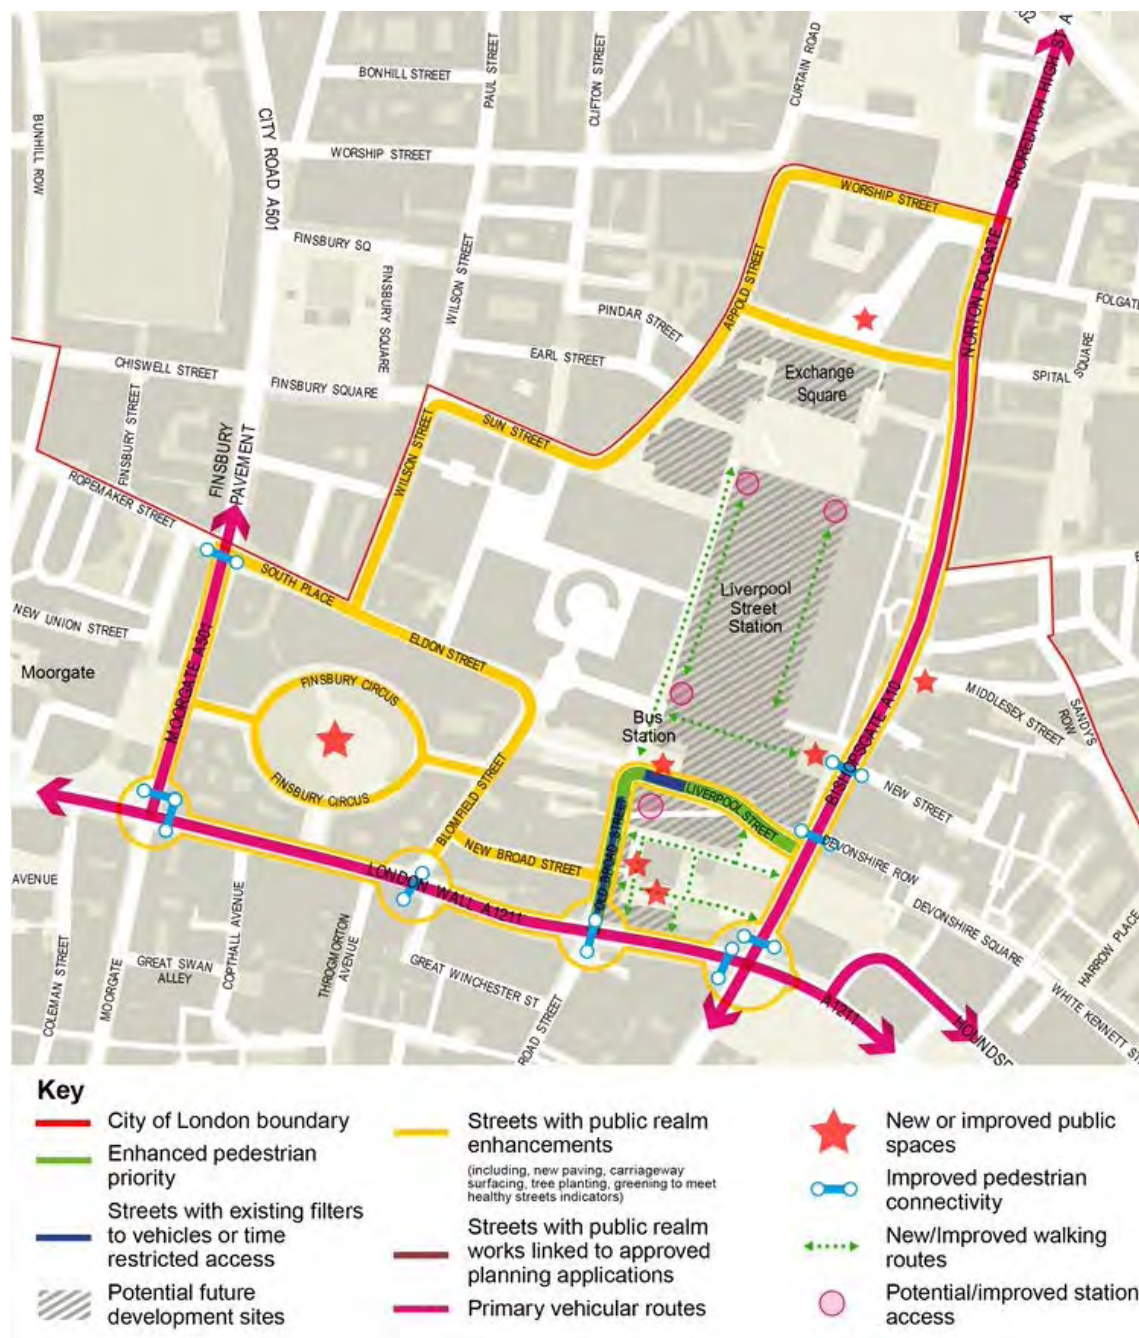 BONHILL STREET
PAUL STREET
CLIFTON STREET
CURTAIN ROAD
SHOREDITCH HIGH ST A
BUNHILL ROW
CITY ROAD A501
WORSHIP STREET
WORSHIP STREET
FINSBURY SQ
FINSBURY SQUARE
WILSON STREET
PINDAR STREET
APPOLD STREET
NORTON FOLGATE
FOLGATE
EARL STREET
SPITAL
SQUARE
CHISWELL STREET
FINSBURY SQUARE
Exchange
Square
FINSBURY STREET
FINSBURY
PAVEMENT
WILSON STREET
SUN STREET
ROPEMAKER STREET
SOUTH PLACE
NEW UNION STREET
ELDON STREET
Liverpool
Street
Station
Moorgate
MOORGATE A501
FINSBURY CIRCUS
FINSBURY CIRCUS
Bus
Station
BISHOPSGATE A10
MIDDLESEX STREET
SANDY'S
ROW
BLOMFIELD STREET
LIVERPOOL STREET
NEW STREET
NEW BROAD STREET
OLD BROAD STREET
DEVONSHIRE ROW
LONDON WALL A1211
AVENUE
DEVONSHIRE SQUARE
HARROW PLACE
COLEMAN STREET
MOORGATE
GREAT SWAN
ALLEY
COPTHALL AVENUE
THROGMORTON
AVENUE
GREAT WINCHESTER ST
ROAD STREET
A1211
WHITE KENNETT ST
HOUNDSD
Key
City of London boundary
Enhanced pedestrian
priority
Streets with existing filters
to vehicles or time
restricted access
Potential future
development sites
Streets with public realm
enhancements
(including, new paving, carriageway
surfacing, tree planting, greening to meet
healthy streets indicators)
Streets with public realm
works linked to approved
planning applications
Primary vehicular routes
New or improved public
spaces
Improved pedestrian
connectivity
New/Improved walking
routes
Potential/improved station
access